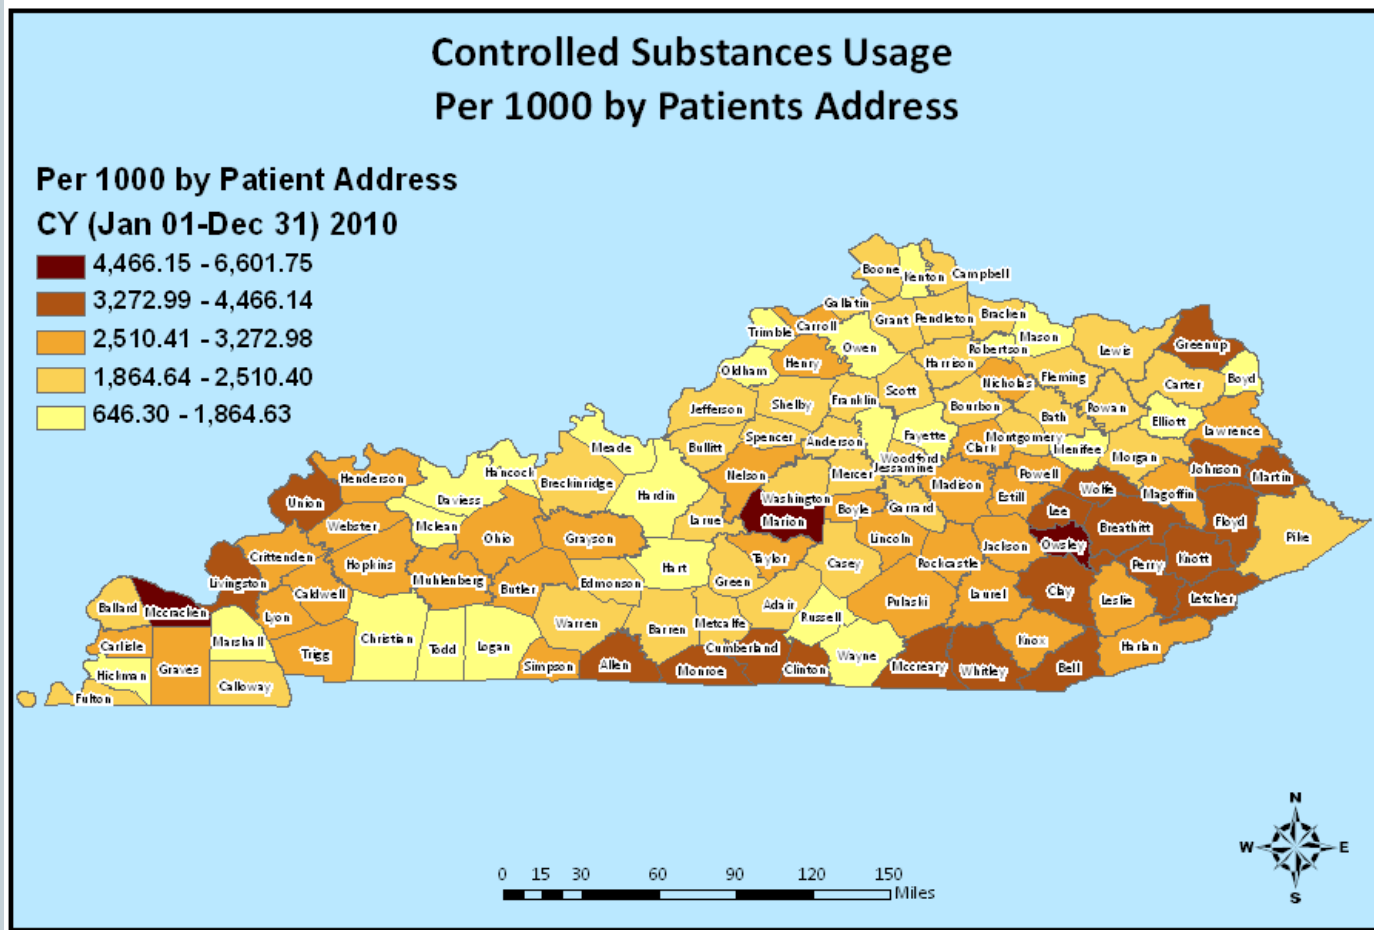 Controlled Substances Usage
Per 1000 by Patients Address
Per 1000 by Patient Address
CY (Jan 01-Dec 31) 2010
4,466.15 - 6,601.75
3,272.99 - 4,466.14
2,510.41 - 3,272.98
1,864.64 - 2,510.40
646.30 - 1,864.63
Boone
Kenton
Campbell
Gallatin
Trimble
Carroll
Grant
Pendleton
Bracken
Mason
Owen
Robertson
Lewis
Greenup
Oldham
Henry
Harrison
Nicholas
Fleming
Carter
Boyd
Jefferson
Shelby
Franklin
Scott
Bourbon
Bath
Rowan
Elliott
Lawrence
Bullitt
Spencer
Anderson
Fayette
Woodford
Clark
Montgomery
Menifee
Morgan
Johnson
Martin
Meade
Hancock
Breckinridge
Hardin
Nelson
Washington
Mercer
Jessamine
Madison
Powell
Estill
Wolfe
Magoffin
Henderson
Union
Daviess
Mclean
Webster
Ohio
Grayson
Larue
Marion
Boyle
Garrard
Lee
Breathitt
Floyd
Pike
Crittenden
Hopkins
Muhlenberg
Butler
Edmonson
Hart
Green
Taylor
Casey
Lincoln
Rockcastle
Jackson
Owsley
Perry
Knott
Livingston
Caldwell
Lyon
Ballard
Mccracken
Marshall
Trigg
Christian
Todd
Logan
Warren
Barren
Metcalfe
Adair
Russell
Pulaski
Laurel
Clay
Leslie
Letcher
Carlisle
Hickman
Graves
Fulton
Calloway
Simpson
Allen
Monroe
Cumberland
Clinton
Wayne
Mccreary
Whitley
Knox
Bell
Harlan
N
W
E
S
0 15 30 60 90 120 150
Miles